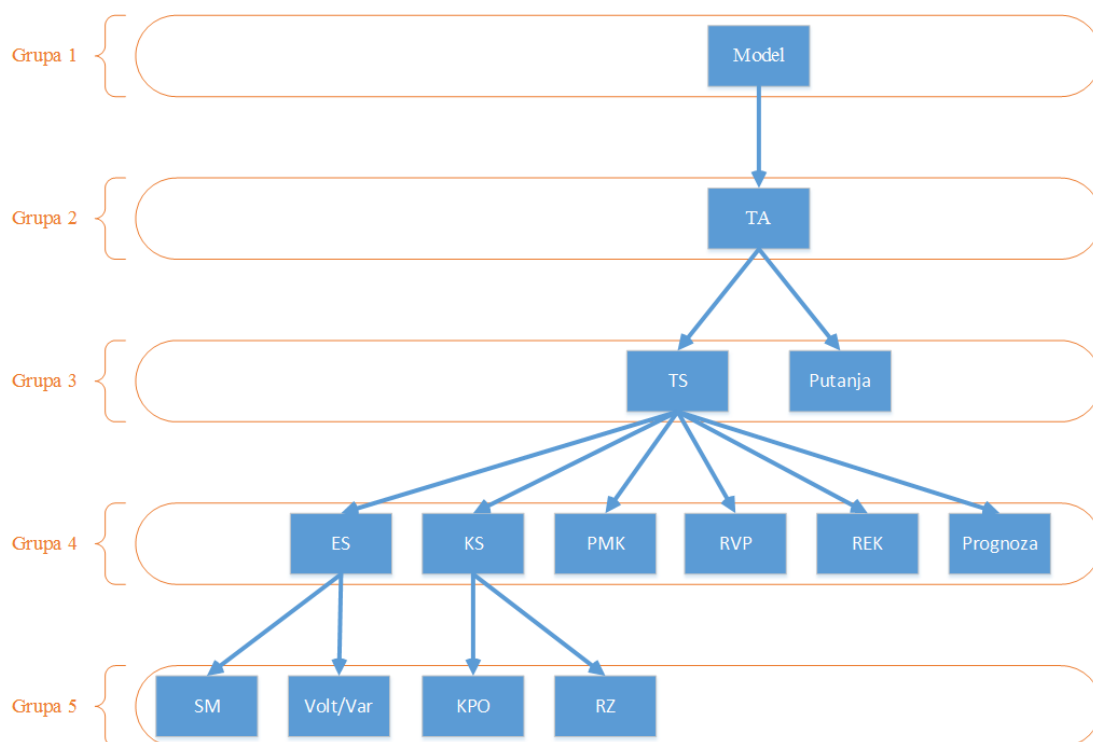 Grupa 1
Model
Grupa 2
TA
Grupa 3
TS
Putanja
Grupa 4
ES
KS
PMK
RVP
REK
Prognoza
Grupa 5
SM
Volt/Var
KPO
RZ